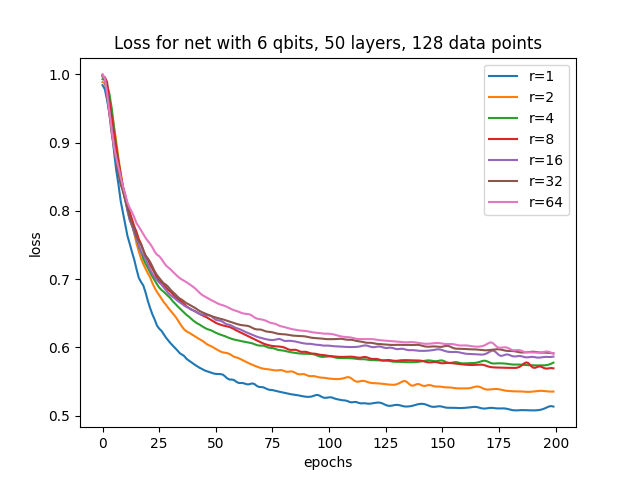 Loss for net with 6 qbits, 50 layers, 128 data points
loss
1.0
0.9
0.8
0.7
0.6
0.5
r=1
r=2
r=4
r=8
r=16
r=32
r=64
0 25 50 75 100 125 150 175 200
epochs